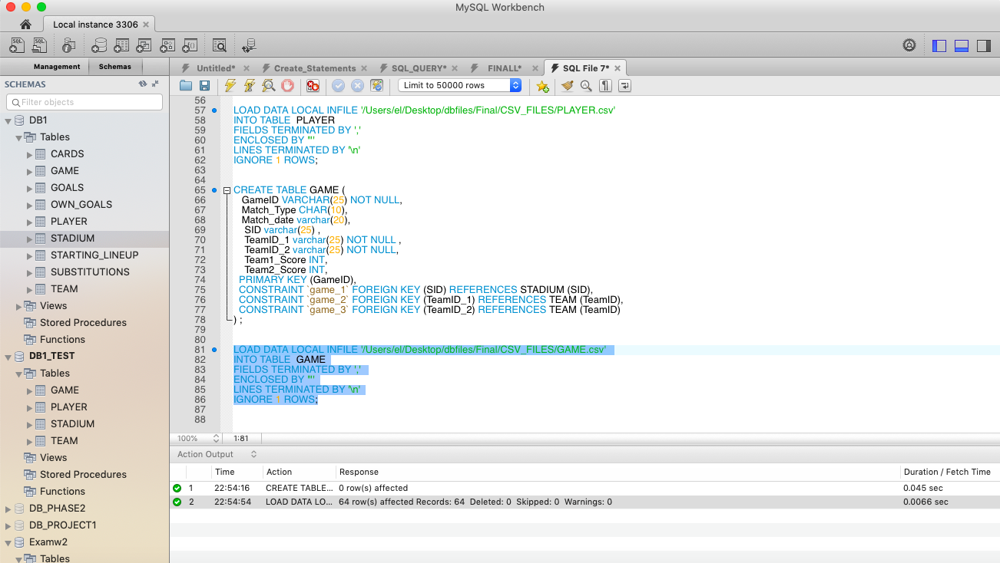 MySQL Workbench
Local instance 3306
Management Schemas
SCHEMAS
Filter objects
DB1
Tables
CARDS
GAME
GOALS
OWN_GOALS
PLAYER
STADIUM
STARTING_LINEUP
SUBSTITUTIONS
TEAM
Views
Stored Procedures
Functions
DB1_TEST
Tables
GAME
PLAYER
STADIUM
TEAM
Views
Stored Procedures
Functions
DB_PHASE2
DB_PROJECT1
Examw2
Tables
Untitled* Create_Statements SQL_QUERY* FINALL* SQL File 7*
Limit to 50000 rows
56
57 LOAD DATA LOCAL INFILE '/Users/el/Desktop/dbfiles/Final/CSV_FILES/PLAYER.csv'
58 INTO TABLE PLAYER
59 FIELDS TERMINATED BY ','
60 ENCLOSED BY '"'
61 LINES TERMINATED BY '\n'
62 IGNORE 1 ROWS;
63
64
65 CREATE TABLE GAME (
66 GameID VARCHAR(25) NOT NULL,
67 Match_Type CHAR(10),
68 Match_date varchar(20),
69 SID varchar(25) ,
70 TeamID_1 varchar(25) NOT NULL ,
71 TeamID_2 varchar(25) NOT NULL,
72 Team1_Score INT,
73 Team2_Score INT,
74 PRIMARY KEY (GameID),
75 CONSTRAINT `game_1` FOREIGN KEY (SID) REFERENCES STADIUM (SID),
76 CONSTRAINT `game_2` FOREIGN KEY (TeamID_1) REFERENCES TEAM (TeamID),
77 CONSTRAINT `game_3` FOREIGN KEY (TeamID_2) REFERENCES TEAM (TeamID)
78 ) ;
79
80
81 LOAD DATA LOCAL INFILE '/Users/el/Desktop/dbfiles/Final/CSV_FILES/GAME.csv'
82 INTO TABLE GAME
83 FIELDS TERMINATED BY ','
84 ENCLOSED BY '"'
85 LINES TERMINATED BY '\n'
86 IGNORE 1 ROWS;
87
88
100% 1:81
Action Output
Time Action Response Duration / Fetch Time
1 22:54:16 CREATE TABLE... 0 row(s) affected 0.045 sec
2 22:54:54 LOAD DATA LO... 64 row(s) affected Records: 64 Deleted: 0 Skipped: 0 Warnings: 0 0.0066 sec